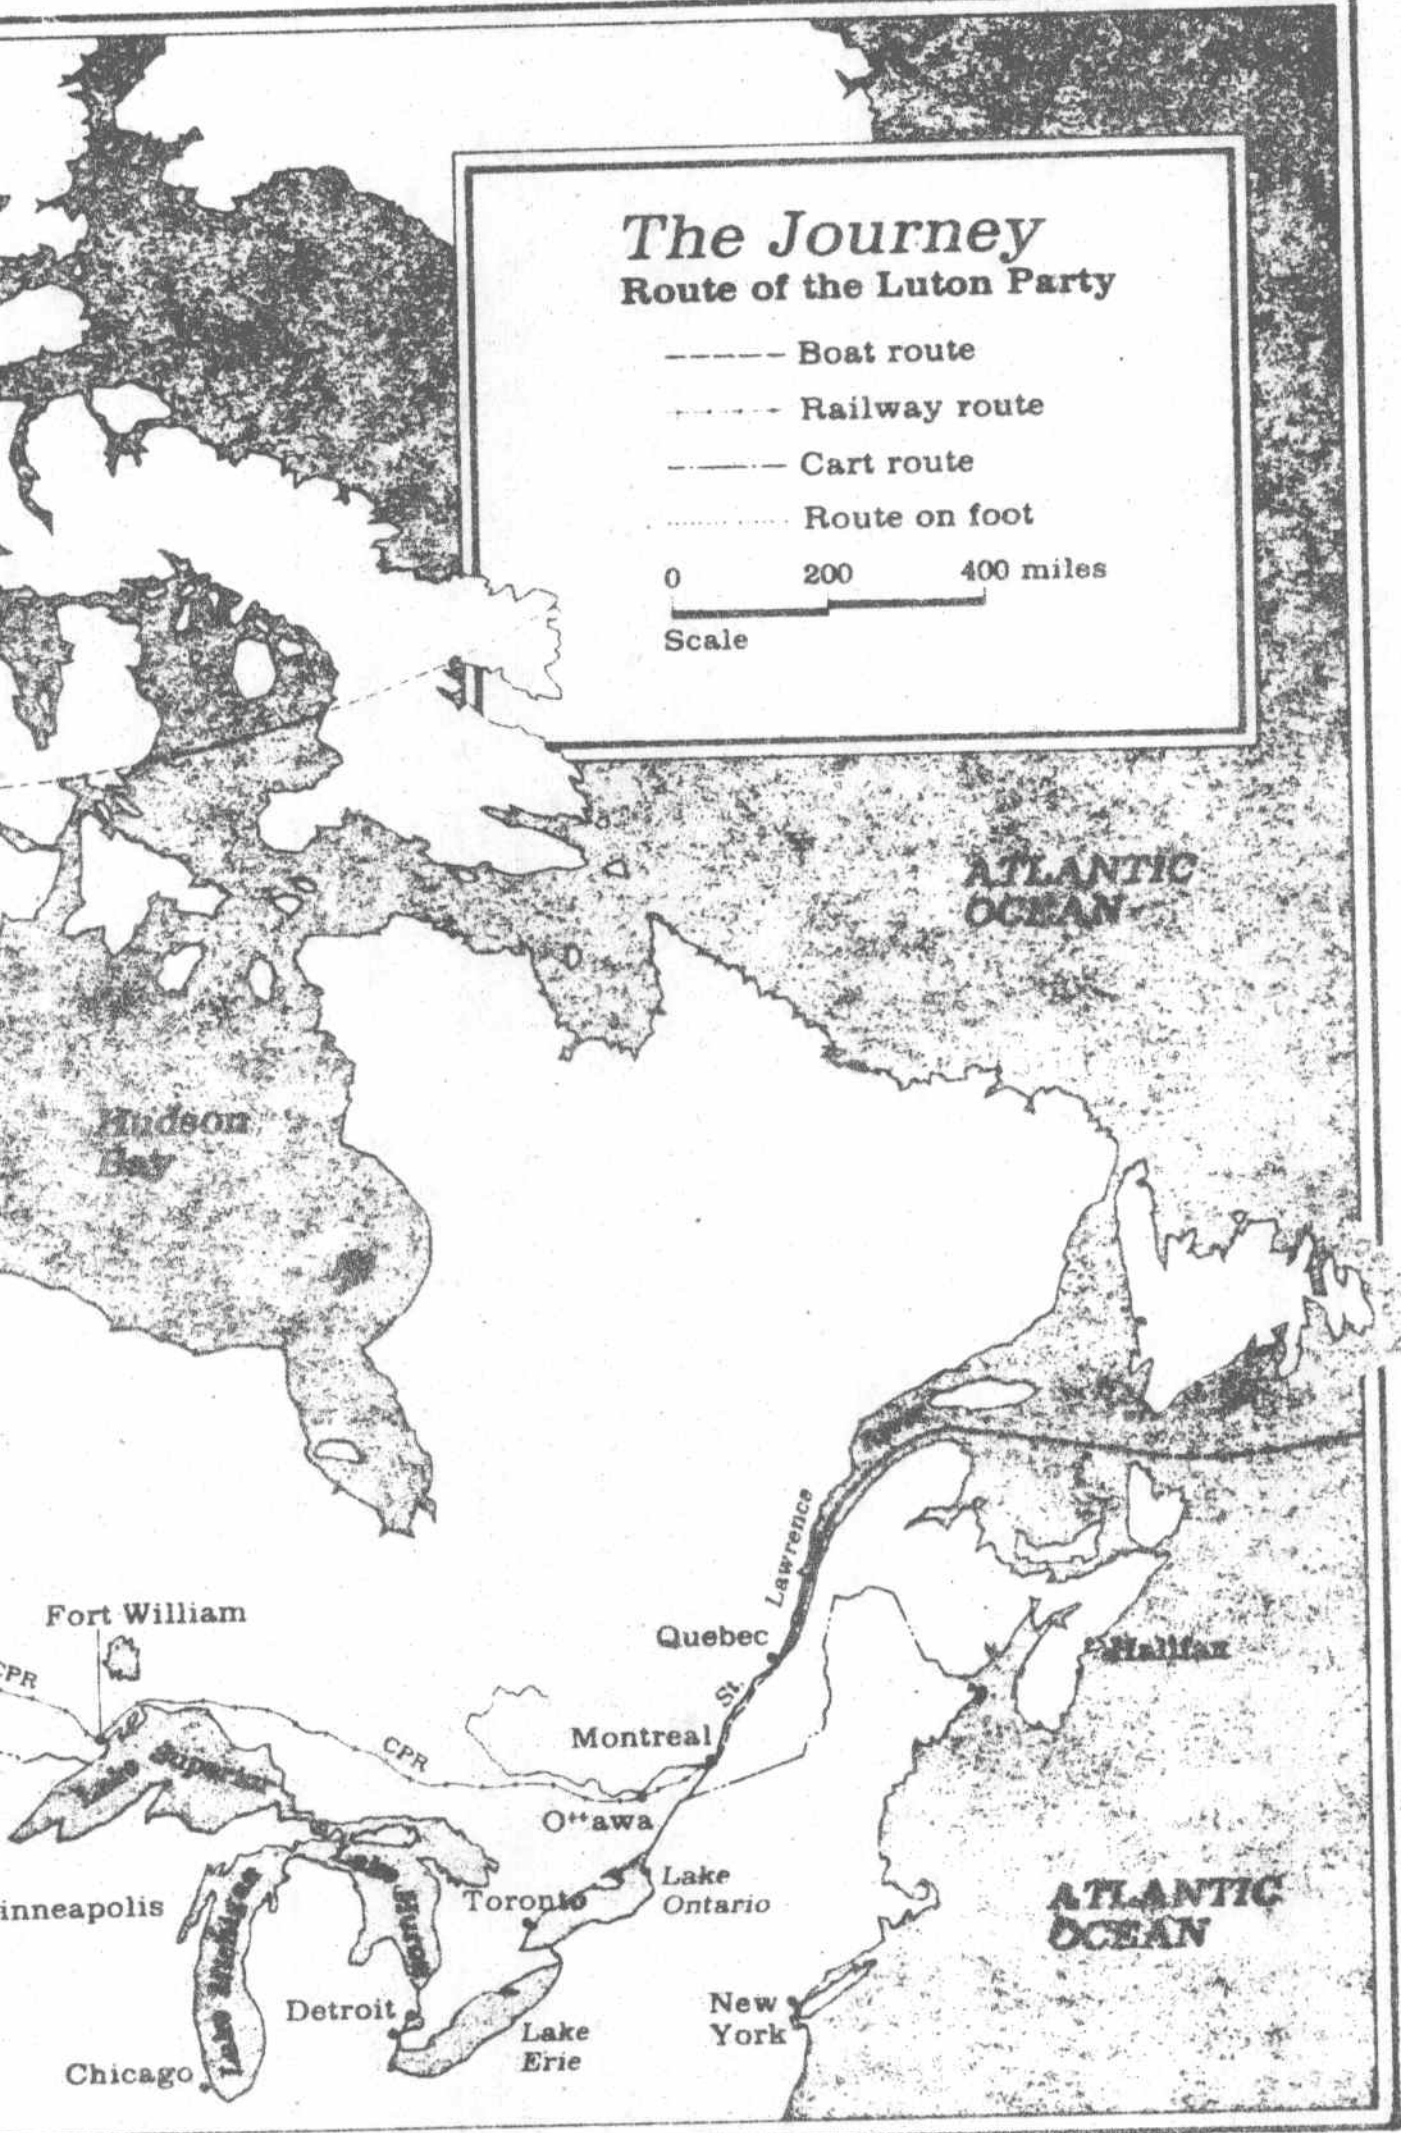 The Journey
Route of the Luton Party
Boat route
Railway route
Cart route
Route on foot
0 200 400 miles
Scale
ATLANTIC
OCEAN
Hudson
Bay
Lawrence
Fort William
Quebec
Halifax
CPR
St.
Montreal
CPR
Lake Superior
Ottawa
Lake
Ontario
Toronto
inneapolis
Lake Michigan
Lake Huron
ATLANTIC
OCEAN
Detroit
New
York
Lake
Erie
Chicago